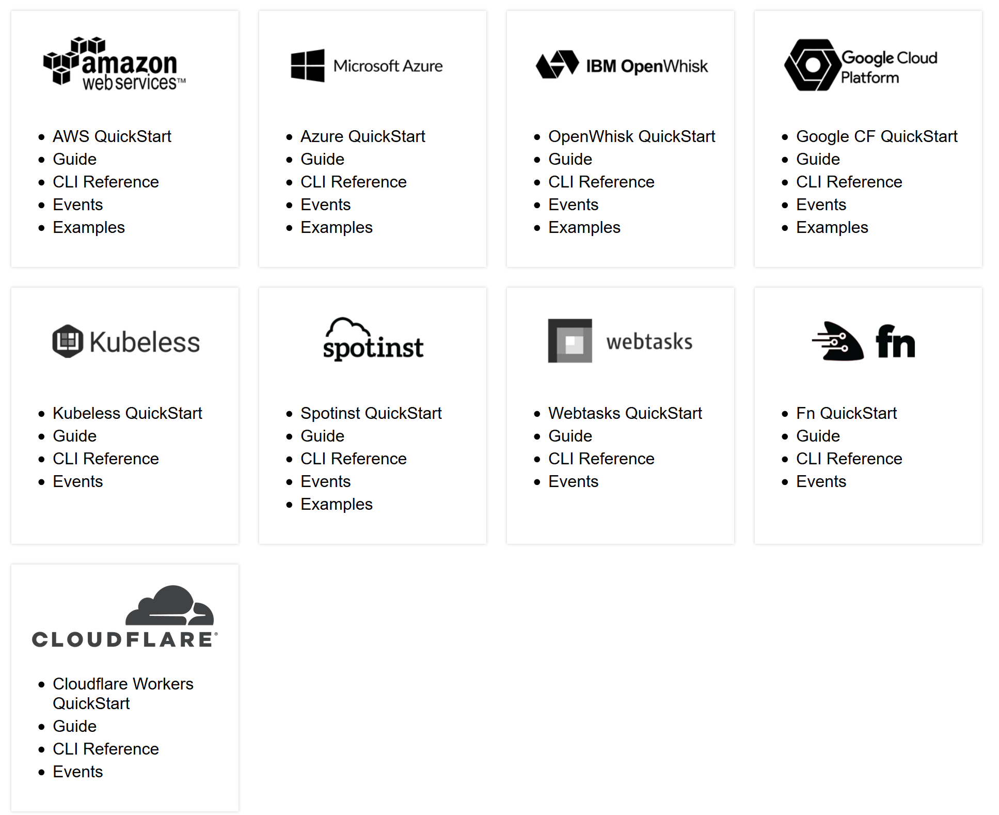 amazon
web services™
AWS QuickStart
Guide
CLI Reference
Events
Examples
Microsoft Azure
Azure QuickStart
Guide
CLI Reference
Events
Examples
IBM OpenWhisk
OpenWhisk QuickStart
Guide
CLI Reference
Events
Examples
Google Cloud
Platform
Google CF QuickStart
Guide
CLI Reference
Events
Examples
Kubeless
Kubeless QuickStart
Guide
CLI Reference
Events
spotinst
Spotinst QuickStart
Guide
CLI Reference
Events
Examples
webtasks
Webtasks QuickStart
Guide
CLI Reference
Events
fn
Fn QuickStart
Guide
CLI Reference
Events
CLOUDFLARE®
Cloudflare Workers
QuickStart
Guide
CLI Reference
Events